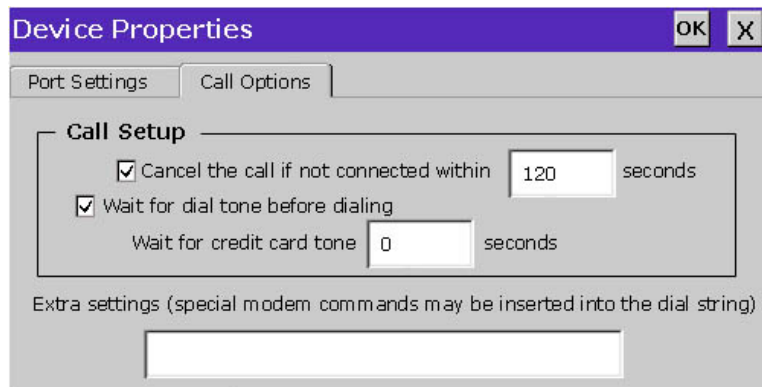 Device Properties OK X
Port Settings Call Options
Call Setup
Cancel the call if not connected within 120 seconds
Wait for dial tone before dialing
Wait for credit card tone 0 seconds
Extra settings (special modem commands may be inserted into the dial string)